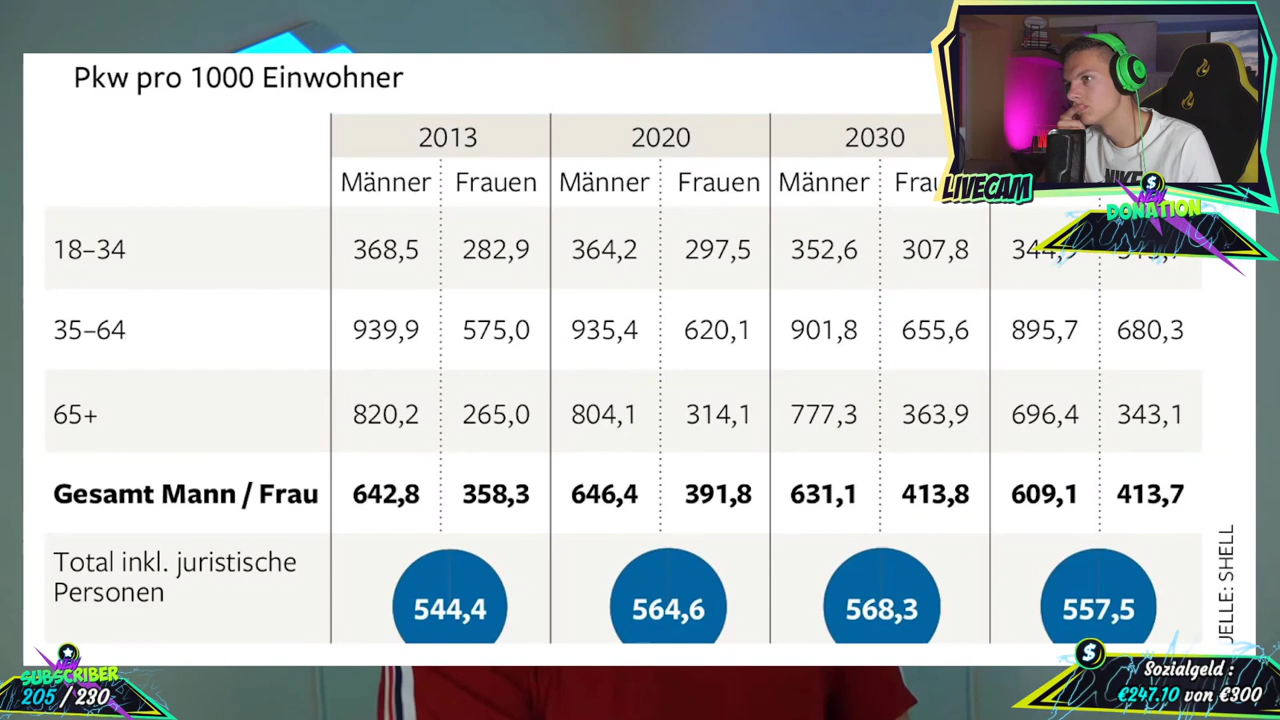 Pkw pro 1000 Einwohner
2013 2020 2030
Männer Frauen Männer Frauen Männer
18–34 368,5 282,9 364,2 297,5 352,6 307,8
35–64 939,9 575,0 935,4 620,1 901,8 655,6 895,7 680,3
65+ 820,2 265,0 804,1 314,1 777,3 363,9 696,4 343,1
Gesamt Mann / Frau 642,8 358,3 646,4 391,8 631,1 413,8 609,1 413,7
Total inkl. juristische
Personen
544,4 564,6 568,3 557,5
SHELL
LIVECAM
NIKE
NEW
DONATION
NEW
SUBSCRIBER
205 / 230
Sozialgeld :
€247.10 von €300